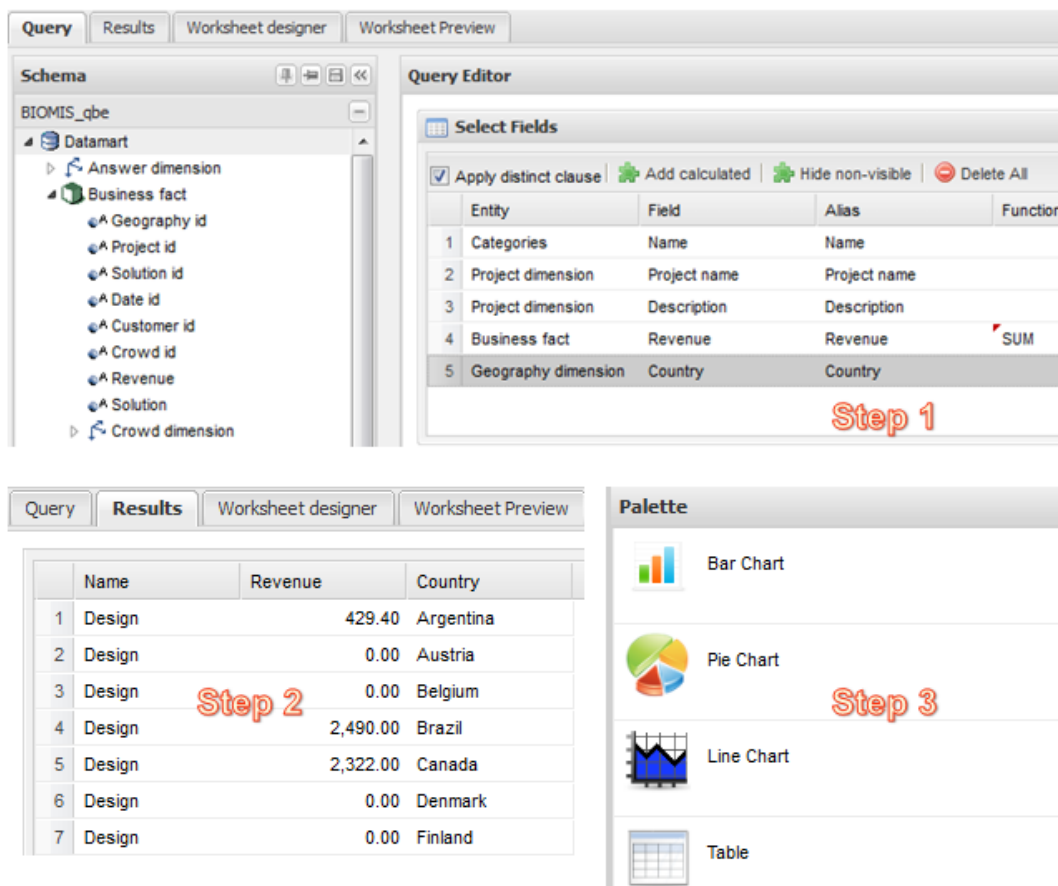 Query Results Worksheet designer Worksheet Preview
Schema
BIOMIS_qbe
Datamart
Answer dimension
Business fact
Geography id
Project id
Solution id
Date id
Customer id
Crowd id
Revenue
Solution
Crowd dimension
Query Editor
Select Fields
Apply distinct clause Add calculated Hide non-visible Delete All
Entity Field Alias Function
1 Categories Name Name
2 Project dimension Project name Project name
3 Project dimension Description Description
4 Business fact Revenue Revenue SUM
5 Geography dimension Country Country
Step 1
Query Results Worksheet designer Worksheet Preview
Name Revenue Country
1 Design 429.40 Argentina
2 Design 0.00 Austria
3 Design 0.00 Belgium
Step 2
4 Design 2,490.00 Brazil
5 Design 2,322.00 Canada
6 Design 0.00 Denmark
7 Design 0.00 Finland
Palette
Bar Chart
Pie Chart
Step 3
Line Chart
Table